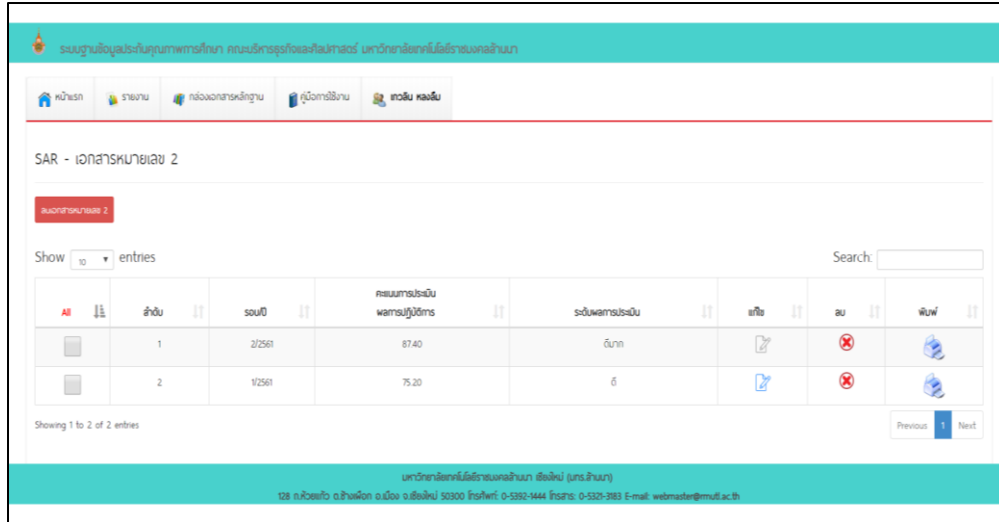 ระบบฐานข้อมูลประกันคุณภาพการศึกษา คณะบริหารธุรกิจและศิลปศาสตร์ มหาวิทยาลัยเทคโนโลยีราชมงคลล้านนา
หน้าแรก รายงาน กล่องเอกสารหลักฐาน คู่มือการใช้งาน เทวลิน หลงลืม
SAR - เอกสารหมายเลข 2
ลบเอกสารหมายเลข 2
Show 10 entries Search:
All ลำดับ รอบ/ปี คะแนนการประเมิน
ผลการปฏิบัติการ ระดับผลการประเมิน แก้ไข ลบ พิมพ์
1 2/2561 87.40 ดีมาก
2 1/2561 75.20 ดี
Showing 1 to 2 of 2 entries Previous 1 Next
มหาวิทยาลัยเทคโนโลยีราชมงคลล้านนา เชียงใหม่ (มทร.ล้านนา)
128 ถ.ห้วยแก้ว ต.ช้างเผือก อ.เมือง จ.เชียงใหม่ 50300 โทรศัพท์: 0-5392-1444 โทรสาร: 0-5321-3183 E-mail: webmaster@rmutl.ac.th